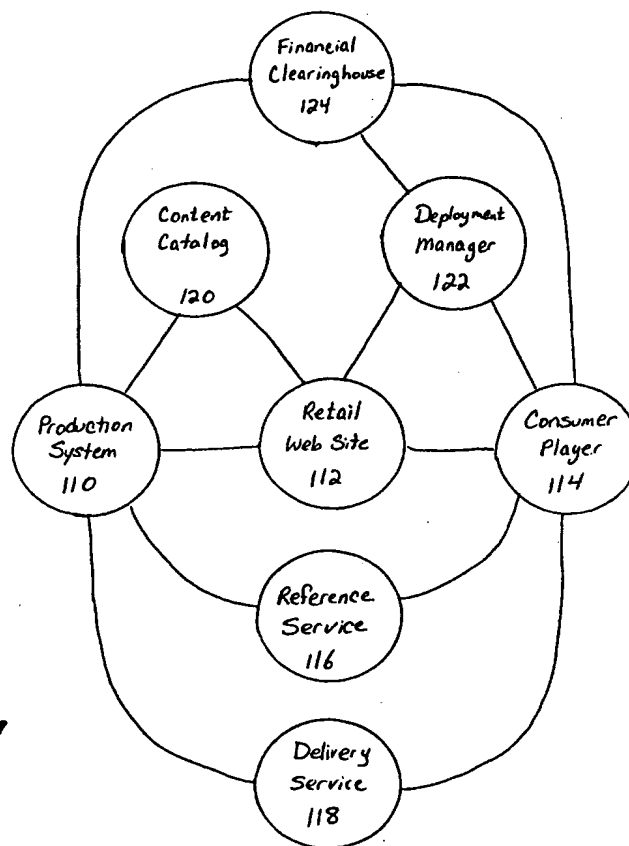 Financial
Clearinghouse
124
Content
Catalog
120
Deployment
Manager
122
Production
System
110
Retail
Web Site
112
Consumer
Player
114
Reference
Service
116
Delivery
Service
118